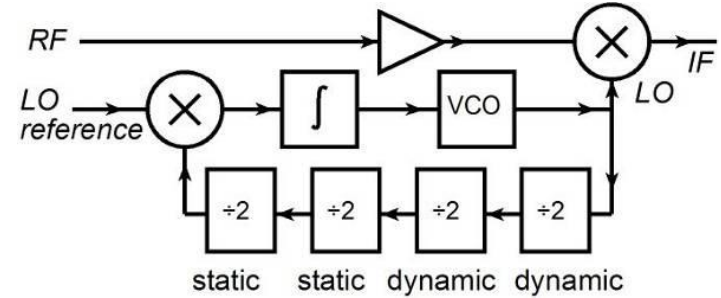 RF
IF
LO
reference
∫
VCO
LO
÷2
÷2
÷2
÷2
static
static
dynamic
dynamic